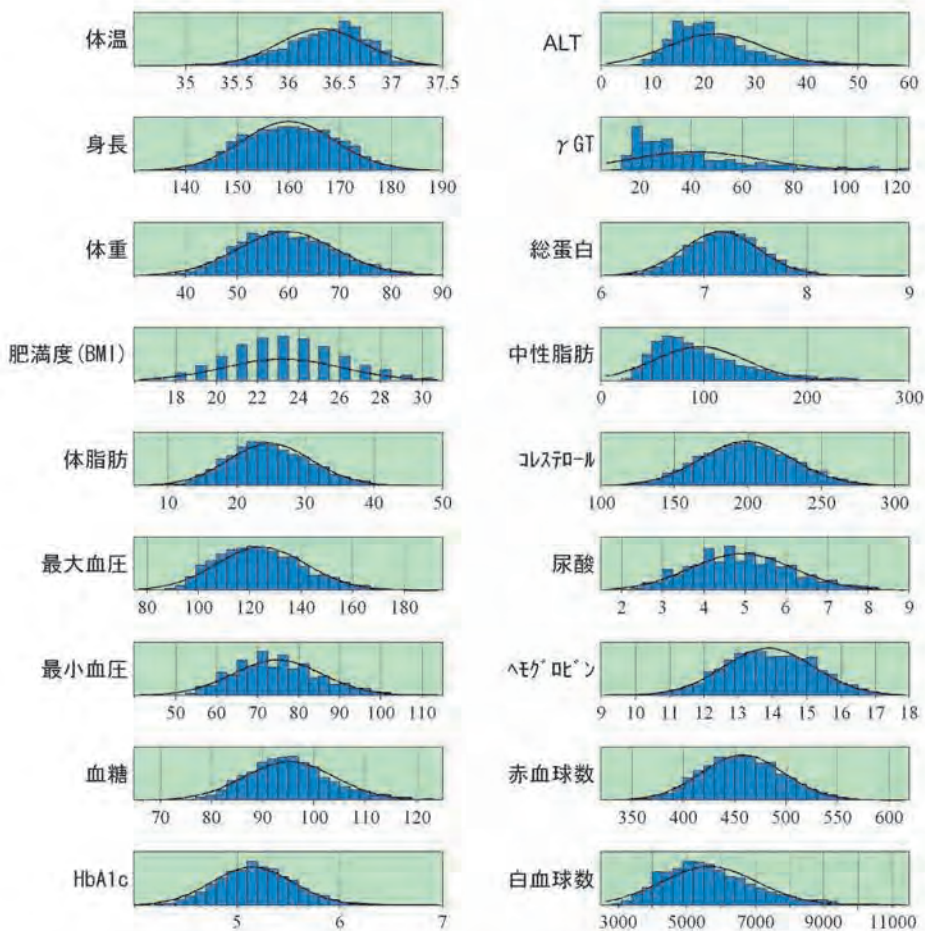 体温
35 35.5 36 36.5 37 37.5
身長
140 150 160 170 180 190
体重
40 50 60 70 80 90
肥満度(BMI)
18 20 22 24 26 28 30
体脂肪
10 20 30 40 50
最大血圧
80 100 120 140 160 180
最小血圧
50 60 70 80 90 100 110
血糖
70 80 90 100 110 120
HbA1c
5 6 7
ALT
0 10 20 30 40 50 60
γGT
20 40 60 80 100 120
総蛋白
6 7 8 9
中性脂肪
0 100 200 300
コレステロール
100 150 200 250 300
尿酸
2 3 4 5 6 7 8 9
ヘモグロビン
9 10 11 12 13 14 15 16 17 18
赤血球数
350 400 450 500 550 600
白血球数
3000 5000 7000 9000 11000